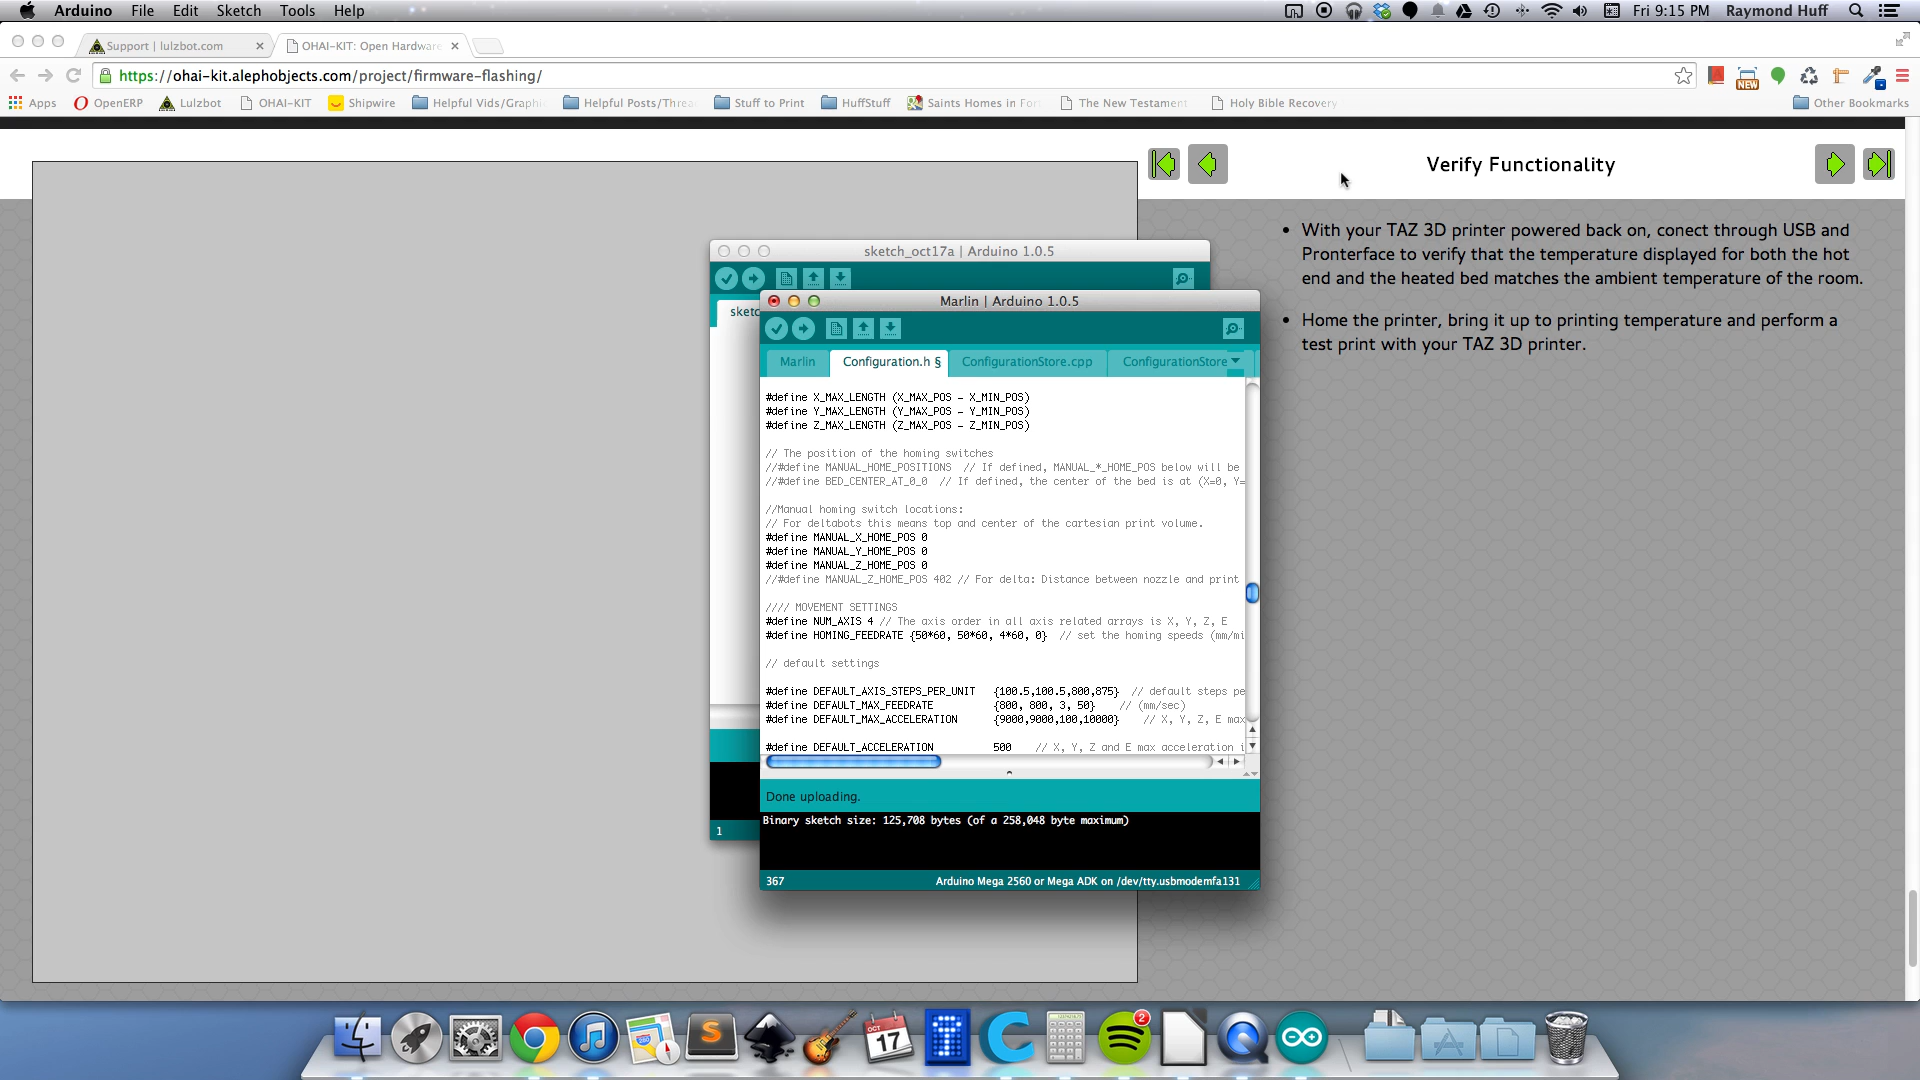 Arduino File Edit Sketch Tools Help Fri 9:15 PM Raymond Huff
Support | lulzbot.com
OHAI-KIT: Open Hardware
https://ohai-kit.alephobjects.com/project/firmware-flashing/
NEW
Apps OpenERP Lulzbot OHAI-KIT Shipwire Helpful Vids/Graphi Helpful Posts/Threa Stuff to Print HuffStuff Saints Homes in For The New Testament Holy Bible Recovery Other Bookmarks
Verify Functionality
• With your TAZ 3D printer powered back on, conect through USB and
Pronterface to verify that the temperature displayed for both the hot
end and the heated bed matches the ambient temperature of the room.
• Home the printer, bring it up to printing temperature and perform a
test print with your TAZ 3D printer.
sketch_oct17a | Arduino 1.0.5
sketc
1
Marlin | Arduino 1.0.5
Marlin Configuration.h § ConfigurationStore.cpp ConfigurationStore
#define X_MAX_LENGTH (X_MAX_POS - X_MIN_POS)
#define Y_MAX_LENGTH (Y_MAX_POS - Y_MIN_POS)
#define Z_MAX_LENGTH (Z_MAX_POS - Z_MIN_POS)
// The position of the homing switches
//#define MANUAL_HOME_POSITIONS // If defined, MANUAL_*_HOME_POS below will be
//#define BED_CENTER_AT_0_0 // If defined, the center of the bed is at (X=0, Y=
//Manual homing switch locations:
// For deltabots this means top and center of the cartesian print volume.
#define MANUAL_X_HOME_POS 0
#define MANUAL_Y_HOME_POS 0
#define MANUAL_Z_HOME_POS 0
//#define MANUAL_Z_HOME_POS 402 // For delta: Distance between nozzle and print
//// MOVEMENT SETTINGS
#define NUM_AXIS 4 // The axis order in all axis related arrays is X, Y, Z, E
#define HOMING_FEEDRATE {50*60, 50*60, 4*60, 0} // set the homing speeds (mm/mi
// default settings
#define DEFAULT_AXIS_STEPS_PER_UNIT {100.5,100.5,800,875} // default steps pe
#define DEFAULT_MAX_FEEDRATE {800, 800, 3, 50} // (mm/sec)
#define DEFAULT_MAX_ACCELERATION {9000,9000,100,10000} // X, Y, Z, E max
#define DEFAULT_ACCELERATION 500 // X, Y, Z and E max acceleration i
Done uploading.
Binary sketch size: 125,708 bytes (of a 258,048 byte maximum)
367 Arduino Mega 2560 or Mega ADK on /dev/tty.usbmodemfa131
OCT
17
2